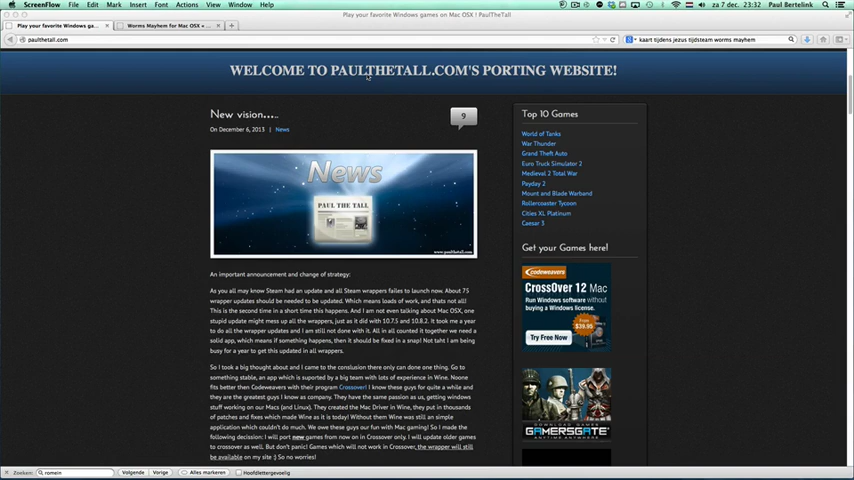 ScreenFlow File Edit Mark Insert Font Actions View Window Help za 7 dec. 23:32 Paul Bertelink
Play your favorite Windows games on Mac OSX ! | PaulTheTall
Play your favorite Windows ga...
Worms Mayhem for Mac OSX » ...
paulthetall.com
kaart tijdens jezus tijdsteam worms mayhem
WELCOME TO PAULTHETALL.COM'S PORTING WEBSITE!
New vision.....
9
On December 6, 2013 | News
News
PAUL THE TALL
www.paulthetall.com
An important announcement and change of strategy:
As you all may know Steam had an update and all Steam wrappers failes to launch now. About 75
wrapper updates should be needed to be updated. Which means loads of work, and thats not all!
This is the second time in a short time this happens. And I am not even talking about Mac OSX, one
stupid update might mess up all the wrappers, just as it did with 10.7.5 and 10.8.2. It took me a year
to do all the wrapper updates and I am still not done with it. All in all counted it together we need a
solid app, which means if something happens, then it should be fixed in a snap! Not taht I am being
busy for a year to get this updated in all wrappers.
So I took a big thought about and I came to the conslusion there only can done one thing. Go to
something stable, an app which is suported by a big team with lots of experience in Wine. Noone
fits better then Codeweavers with their program Crossover! I know these guys for quite a while and
they are the greatest guys I know as company. They have the same passion as us, getting windows
stuff working on our Macs (and Linux). They created the Mac Driver in Wine, they put in thousands
of patches and fixes which made Wine as it is today! Without them Wine was still an simple
application which couldn't do much. We owe these guys our fun with Mac gaming! So I made the
following decision: I will port new games from now on in Crossover only. I will update older games
to crossover as well. But don't panic! Games which will not work in Crossover, the wrapper will still
be available on my site :) So no worries!
Top 10 Games
World of Tanks
War Thunder
Grand Theft Auto
Euro Truck Simulator 2
Medieval 2 Total War
Payday 2
Mount and Blade Warband
Rollercoaster Tycoon
Cities XL Platinum
Caesar 3
Get your Games here!
codeweavers
CrossOver 12 Mac
Run Windows software without
buying a Windows license.
From
$39.95
Try Free Now
DOWNLOAD GAMES
GAMERSGATE
ANYTIME ANYWHERE
Zoeken: romein Volgende Vorige Alles markeren Hoofdlettergevoelig